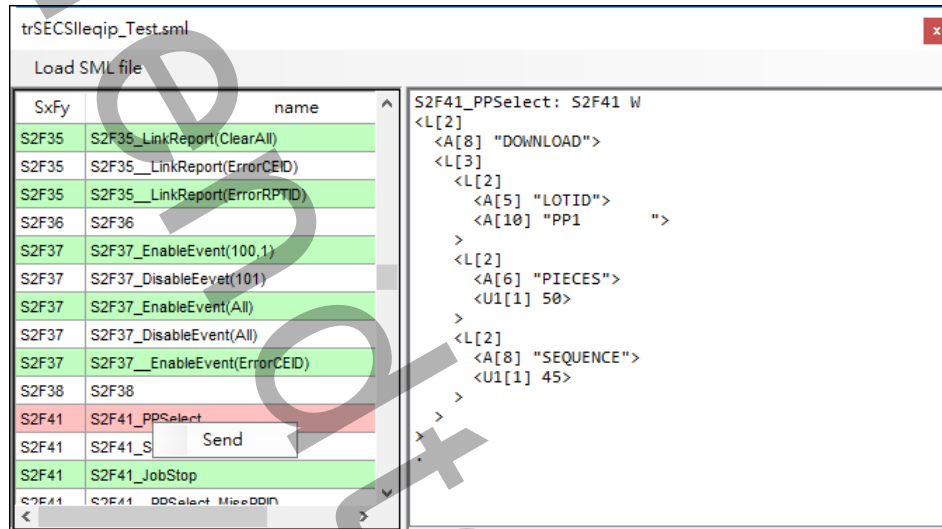 trSECSIIeqip_Test.sml
x
Load SML file
SxFy name
S2F35 S2F35_LinkReport(ClearAll)
S2F35 S2F35__LinkReport(ErrorCEID)
S2F35 S2F35__LinkReport(ErrorRPTID)
S2F36 S2F36
S2F37 S2F37_EnableEvent(100,1)
S2F37 S2F37_DisableEevet(101)
S2F37 S2F37_EnableEvent(All)
S2F37 S2F37_DisableEvent(All)
S2F37 S2F37__EnableEvent(ErrorCEID)
S2F38 S2F38
S2F41 S2F41_PPSelect
S2F41 S2F41_S
Send
S2F41 S2F41_JobStop
S2F41 S2F41__PPSelect_MissPPID
S2F41_PPSelect: S2F41 W
<L[2]
<A[8] "DOWNLOAD">
<L[3]
<L[2]
<A[5] "LOTID">
<A[10] "PP1       ">
>
<L[2]
<A[6] "PIECES">
<U1[1] 50>
>
<L[2]
<A[8] "SEQUENCE">
<U1[1] 45>
>
>
>
.